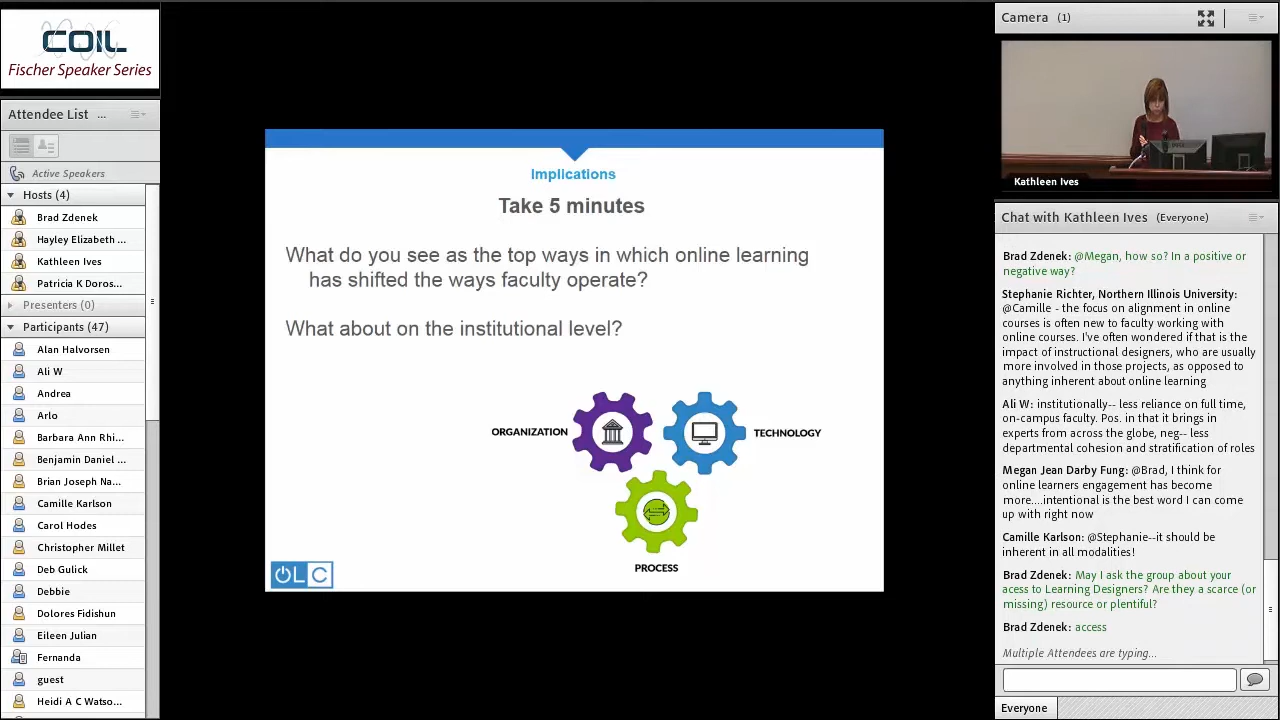 COIL
Fischer Speaker Series
Attendee List ...
Active Speakers
Hosts (4)
Brad Zdenek
Hayley Elizabeth ...
Kathleen Ives
Patricia K Doros...
Presenters (0)
Participants (47)
Alan Halvorsen
Ali W
Andrea
Arlo
Barbara Ann Rhi...
Benjamin Daniel ...
Brian Joseph Na...
Camille Karlson
Carol Hodes
Christopher Millet
Deb Gulick
Debbie
Dolores Fidishun
Eileen Julian
Fernanda
guest
Heidi A C Watso...
Implications
Take 5 minutes
What do you see as the top ways in which online learning
has shifted the ways faculty operate?
What about on the institutional level?
ORGANIZATION
TECHNOLOGY
PROCESS
OLC
Camera (1)
Kathleen Ives
Chat with Kathleen Ives (Everyone)
Brad Zdenek: @Megan, how so? In a positive or
negative way?
Stephanie Richter, Northern Illinois University:
@Camille - the focus on alignment in online
courses is often new to faculty working with
online courses. I've often wondered if that is the
impact of instructional designers, who are usually
more involved in those projects, as opposed to
anything inherent about online learning
Ali W: institutionally-- less reliance on full time,
on-campus faculty. Pos. in that it brings in
experts from across the globe, neg-- less
departmental cohesion and stratification of roles
Megan Jean Darby Fung: @Brad, I think for
online learners engagement has become
more....intentional is the best word I can come
up with right now
Camille Karlson: @Stephanie--it should be
inherent in all modalities!
Brad Zdenek: May I ask the group about your
acess to Learning Designers? Are they a scarce (or
missing) resource or plentiful?
Brad Zdenek: access
Multiple Attendees are typing...
Everyone